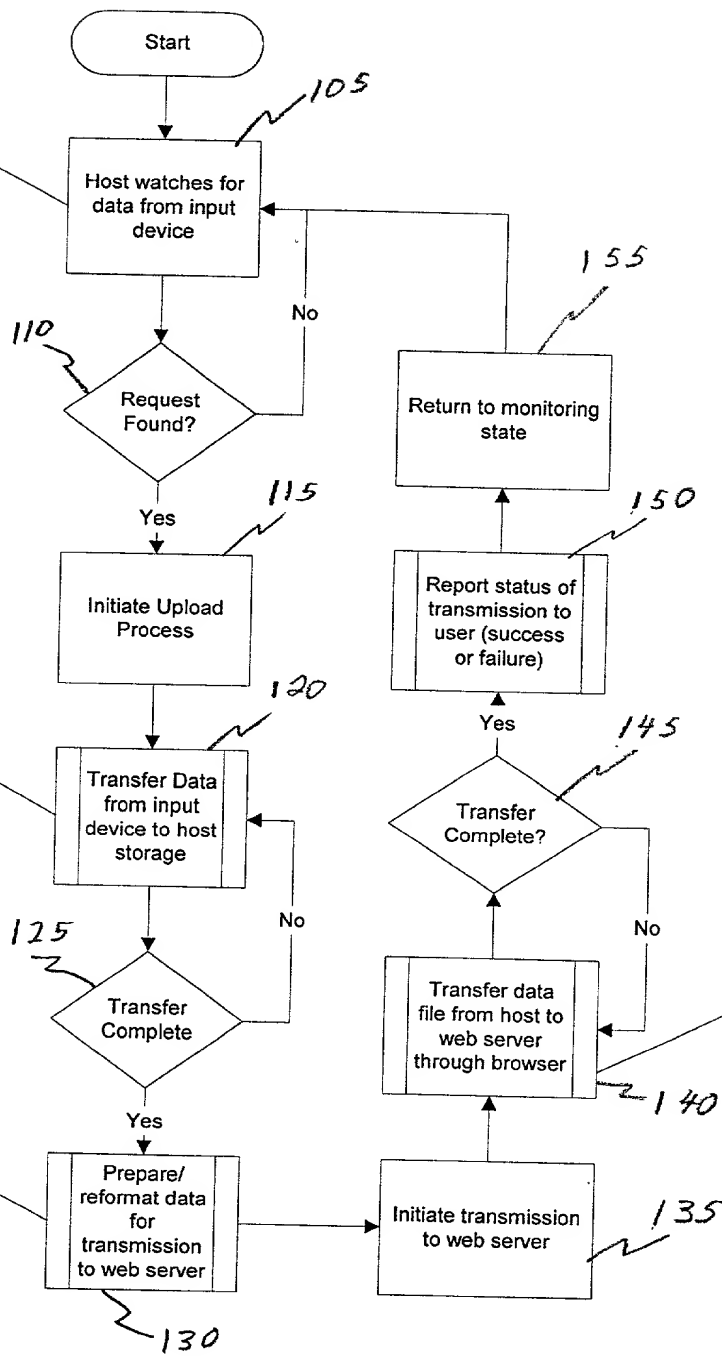 Start
105
Host watches for
data from input
device
No
110
Request
Found?
Yes
115
Initiate Upload
Process
120
Transfer Data
from input
device to host
storage
No
125
Transfer
Complete
Yes
Prepare/
reformat data
for
transmission
to web server
130
Initiate transmission
to web server
135
Transfer data
file from host to
web server
through browser
140
No
Transfer
Complete?
145
Yes
Report status of
transmission to
user (success
or failure)
150
Return to monitoring
state
155